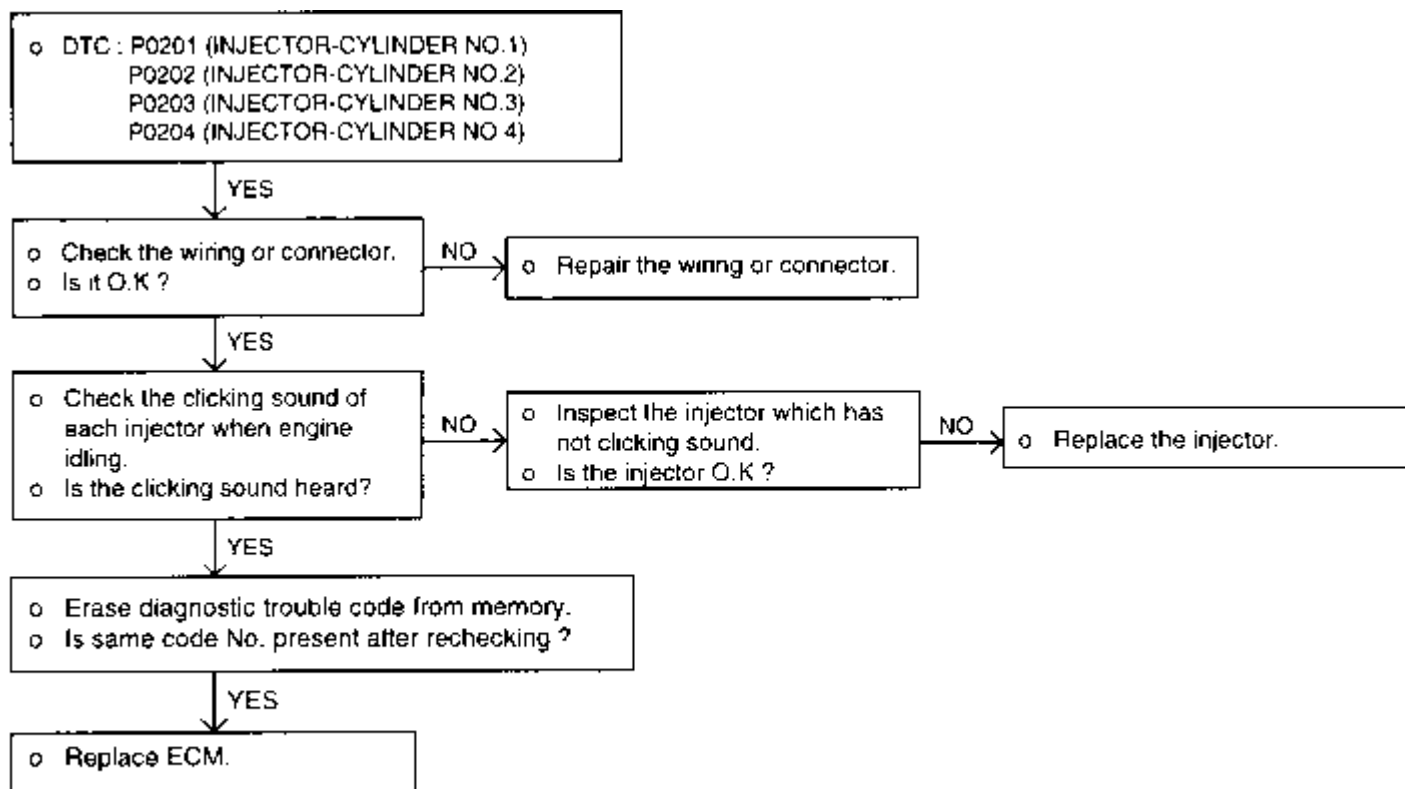 o DTC : P0201 (INJECTOR-CYLINDER NO.1)
P0202 (INJECTOR-CYLINDER NO.2)
P0203 (INJECTOR-CYLINDER NO.3)
P0204 (INJECTOR-CYLINDER NO 4)
YES
o Check the wiring or connector.
o Is it O.K ?
NO
o Repair the wiring or connector.
YES
o Check the clicking sound of
each injector when engine
idling.
o Is the clicking sound heard?
NO
o Inspect the injector which has
not clicking sound.
o Is the injector O.K ?
NO
o Replace the injector.
YES
o Erase diagnostic trouble code from memory.
o Is same code No. present after rechecking ?
YES
o Replace ECM.